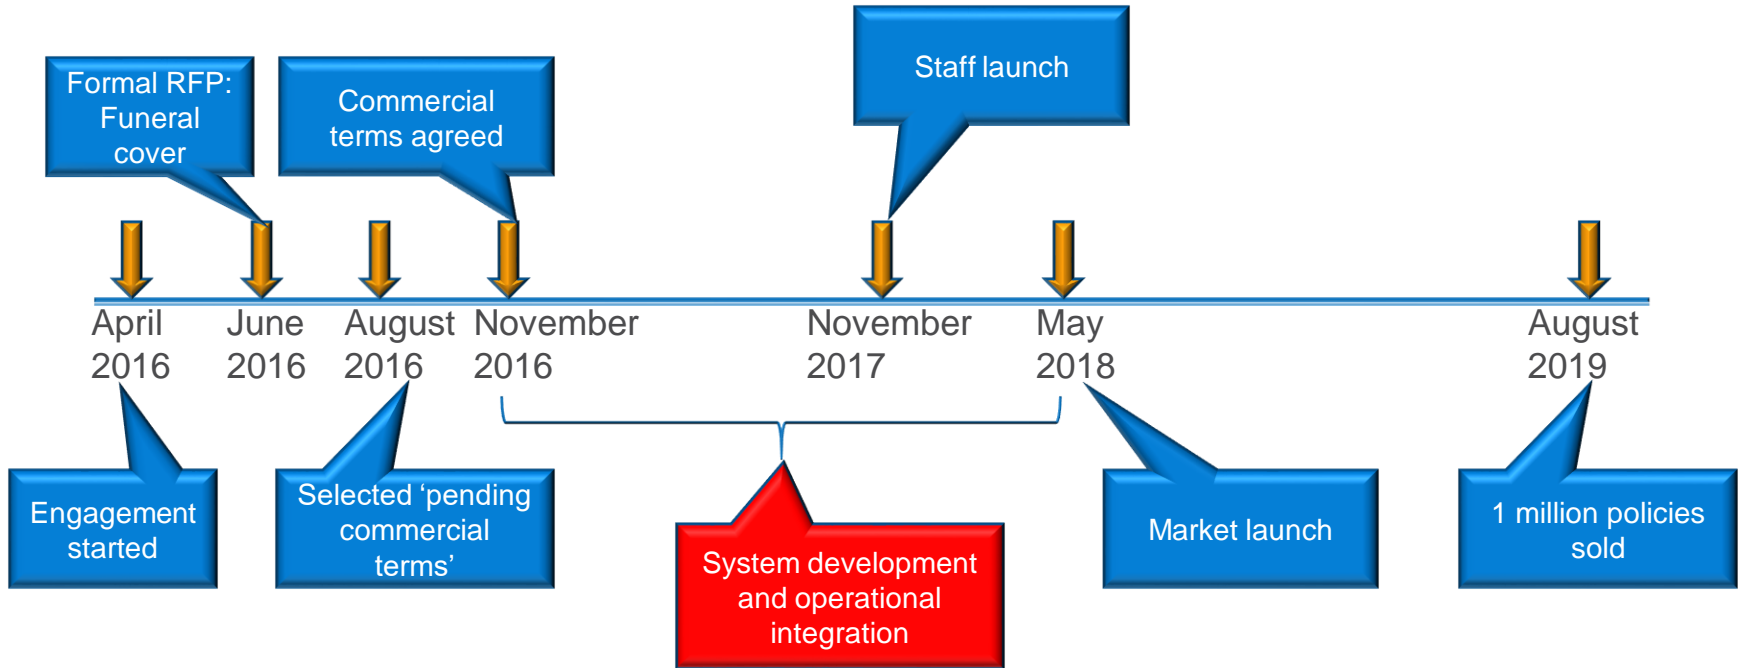 Staff launch
Formal RFP:
Funeral
cover
Commercial
terms agreed
April
2016
June
2016
August
2016
November
2016
November
2017
May
2018
August
2019
Engagement
started
Selected ‘pending
commercial
terms’
System development
and operational
integration
Market launch
1 million policies
sold